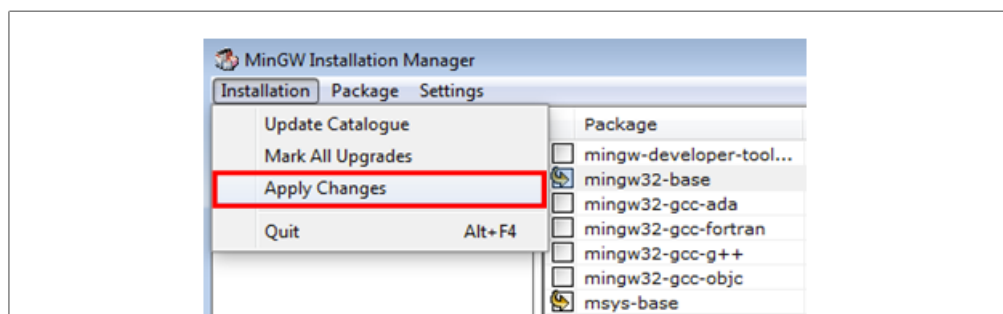 MinGW Installation Manager
Installation Package Settings
Update Catalogue
Mark All Upgrades
Apply Changes
Quit Alt+F4
Package
mingw-developer-tool...
mingw32-base
mingw32-gcc-ada
mingw32-gcc-fortran
mingw32-gcc-g++
mingw32-gcc-objc
msys-base